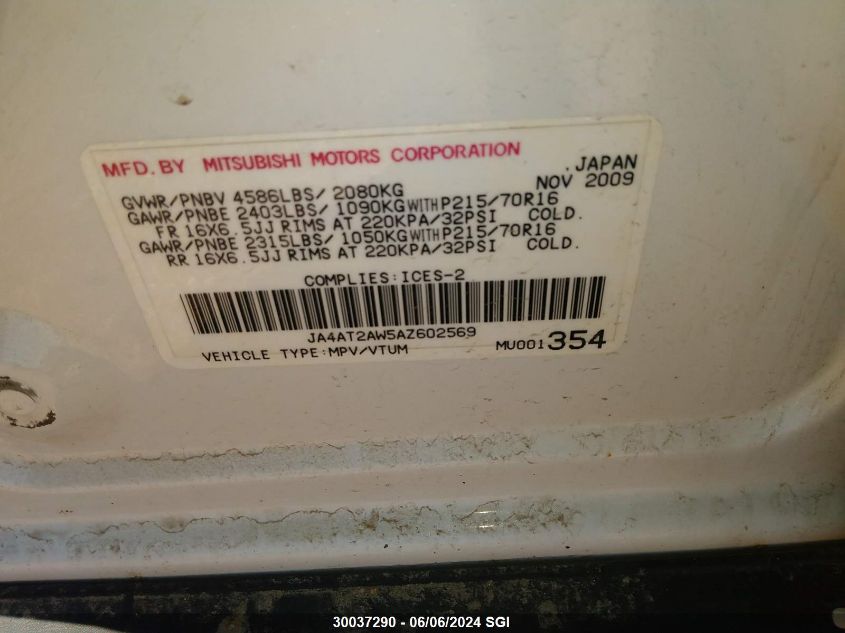 MFD. BY MITSUBISHI MOTORS CORPORATION , JAPAN
GVWR/PNBV 4586LBS/ 2080KG NOV 2009
GAWR/PNBE 2403LBS/ 1090KG WITH P215/70R16
FR 16X6.5JJ RIMS AT 220KPA/32PSI COLD.
GAWR/PNBE 2315LBS/ 1050KG WITH P215/70R16
RR 16X6.5JJ RIMS AT 220KPA/32PSI COLD.
COMPLIES:ICES-2
JA4AT2AW5AZ602569
VEHICLE TYPE:MPV/VTUM MU001 354
30037290 - 06/06/2024 SGI